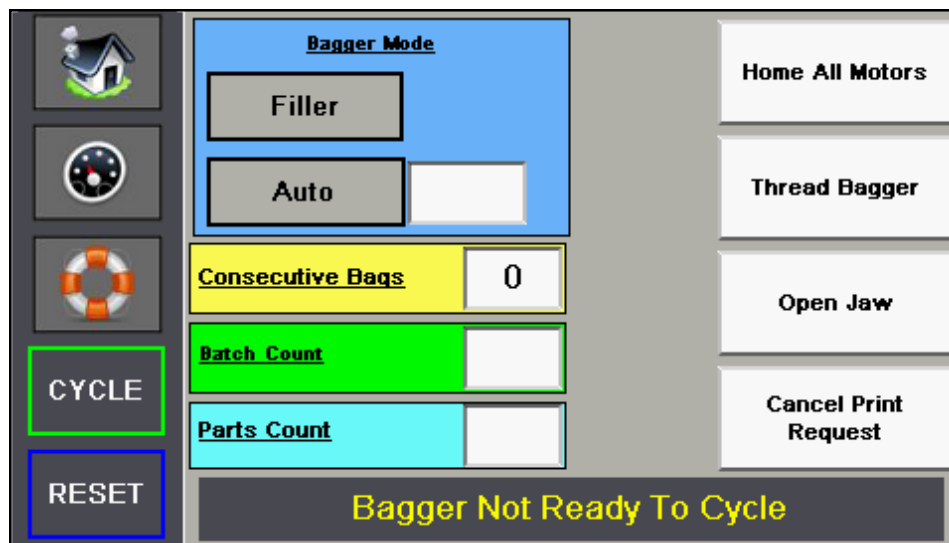 Bagger Mode
Filler
Auto
Consecutive Bags
0
Batch Count
Parts Count
CYCLE
RESET
Home All Motors
Thread Bagger
Open Jaw
Cancel Print
Request
Bagger Not Ready To Cycle